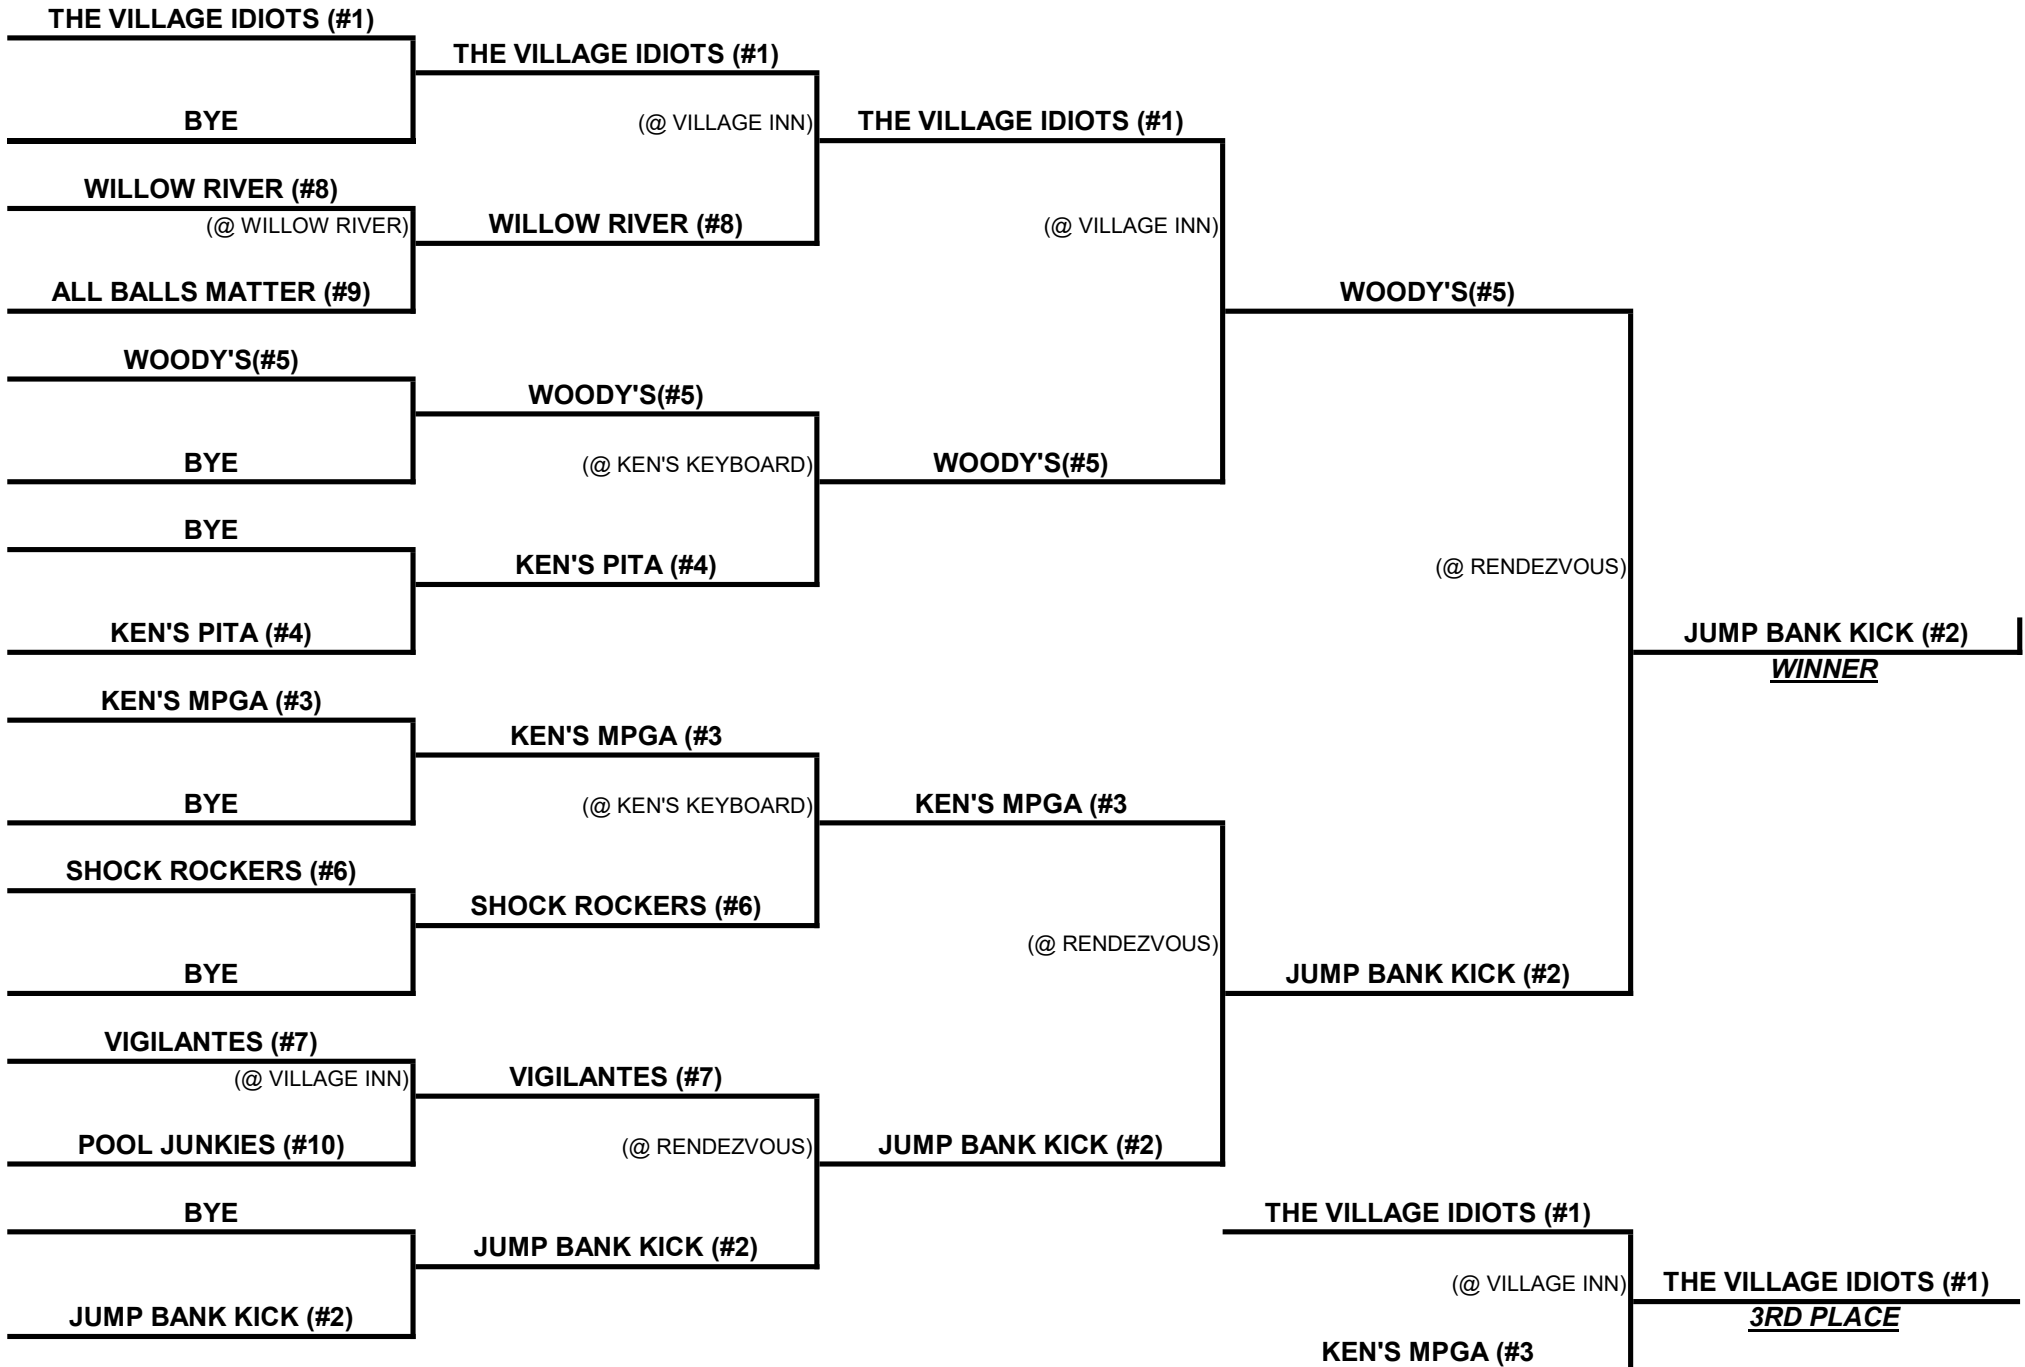 THE VILLAGE IDIOTS (#1)
THE VILLAGE IDIOTS (#1)
BYE
(@ VILLAGE INN)
THE VILLAGE IDIOTS (#1)
WILLOW RIVER (#8)
(@ WILLOW RIVER)
WILLOW RIVER (#8)
(@ VILLAGE INN)
ALL BALLS MATTER (#9)
WOODY'S(#5)
WOODY'S(#5)
WOODY'S(#5)
BYE
(@ KEN'S KEYBOARD)
WOODY'S(#5)
BYE
KEN'S PITA (#4)
(@ RENDEZVOUS)
KEN'S PITA (#4)
JUMP BANK KICK (#2)
WINNER
KEN'S MPGA (#3)
KEN'S MPGA (#3
BYE
(@ KEN'S KEYBOARD)
KEN'S MPGA (#3
SHOCK ROCKERS (#6)
SHOCK ROCKERS (#6)
(@ RENDEZVOUS)
BYE
JUMP BANK KICK (#2)
VIGILANTES (#7)
(@ VILLAGE INN)
VIGILANTES (#7)
POOL JUNKIES (#10)
(@ RENDEZVOUS)
JUMP BANK KICK (#2)
BYE
THE VILLAGE IDIOTS (#1)
JUMP BANK KICK (#2)
(@ VILLAGE INN)
THE VILLAGE IDIOTS (#1)
JUMP BANK KICK (#2)
3RD PLACE
KEN'S MPGA (#3